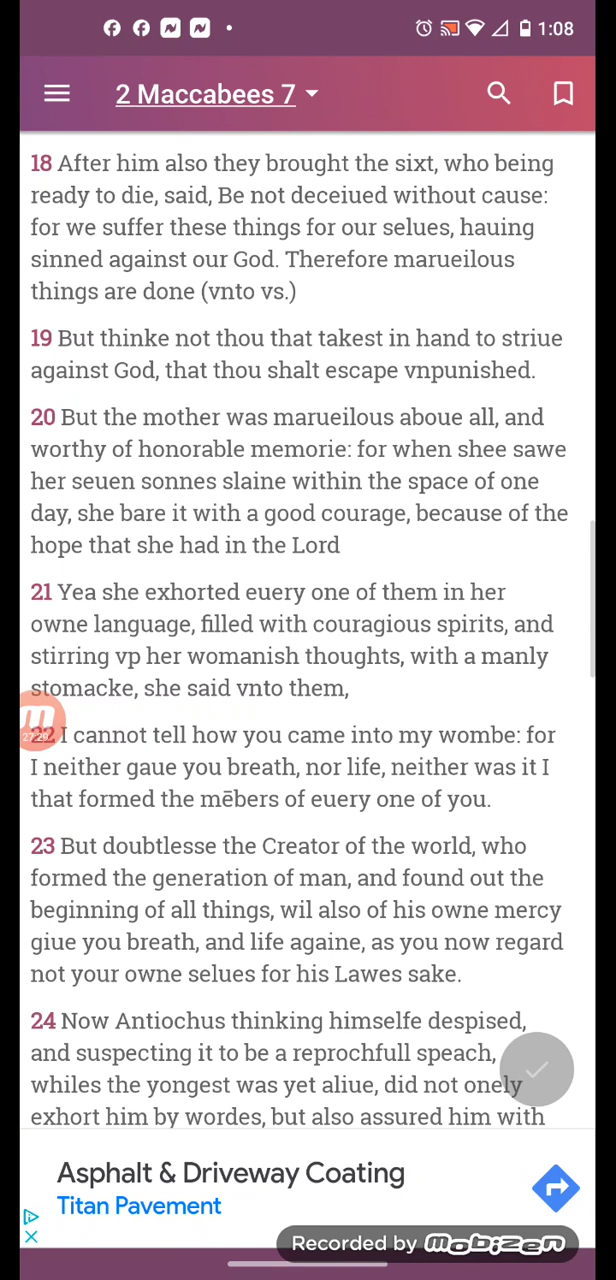 1:08
2 Maccabees 7
18 After him also they brought the sixt, who being
ready to die, said, Be not deceiued without cause:
for we suffer these things for our selues, hauing
sinned against our God. Therefore marueilous
things are done (vnto vs.)
19 But thinke not thou that takest in hand to striue
against God, that thou shalt escape vnpunished.
20 But the mother was marueilous aboue all, and
worthy of honorable memorie: for when shee sawe
her seuen sonnes slaine within the space of one
day, she bare it with a good courage, because of the
hope that she had in the Lord
21 Yea she exhorted euery one of them in her
owne language, filled with couragious spirits, and
stirring vp her womanish thoughts, with a manly
stomacke, she said vnto them,
22 I cannot tell how you came into my wombe: for
27:29
I neither gaue you breath, nor life, neither was it I
that formed the mēbers of euery one of you.
23 But doubtlesse the Creator of the world, who
formed the generation of man, and found out the
beginning of all things, wil also of his owne mercy
giue you breath, and life againe, as you now regard
not your owne selues for his Lawes sake.
24 Now Antiochus thinking himselfe despised,
and suspecting it to be a reprochfull speach,
whiles the yongest was yet aliue, did not onely
exhort him by wordes, but also assured him with
Asphalt & Driveway Coating
Titan Pavement
Recorded by mobizen